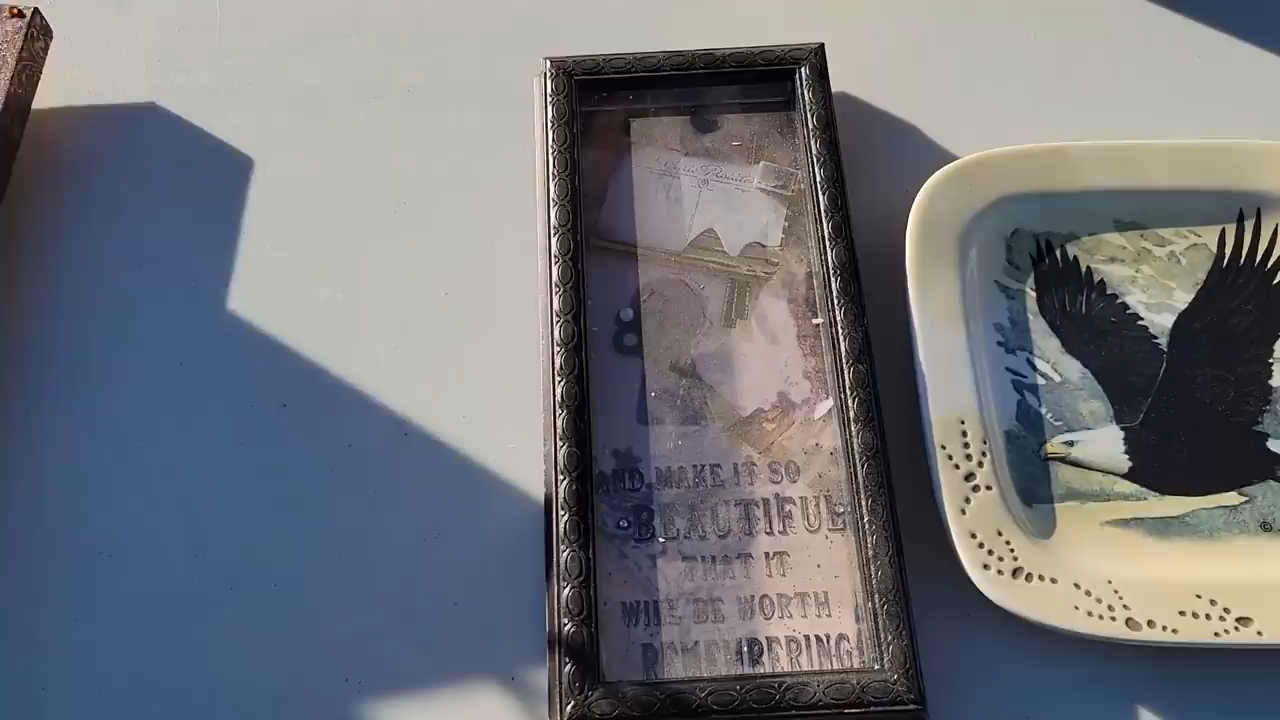 AND MAKE IT SO
BEAUTIFUL
THAT IT
WILL BE WORTH
REMEMBERING
©